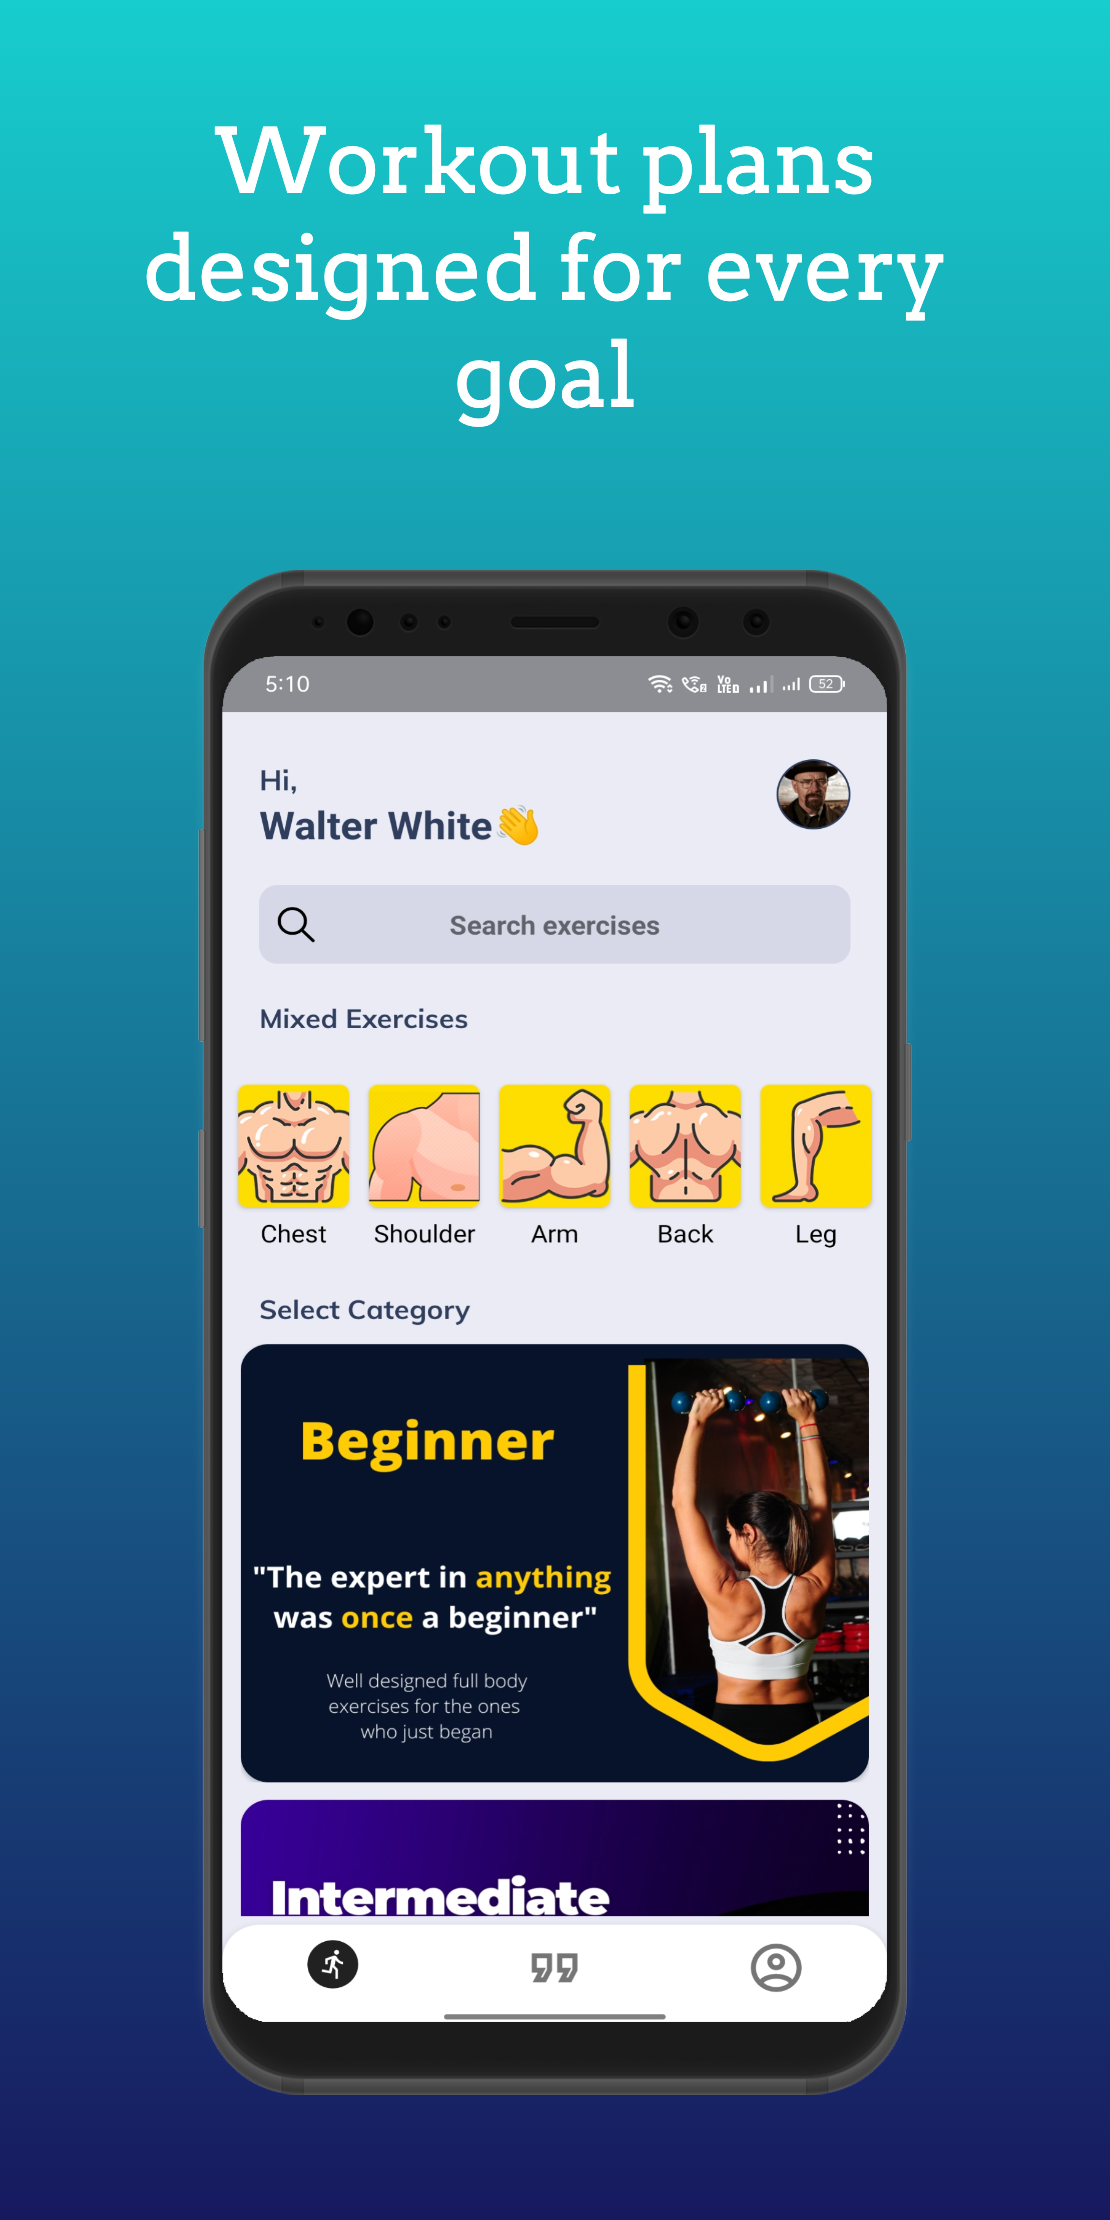 Workout plans
designed for every
goal
5:10
Vo
LTE
52
Hi,
Walter White👋
Search exercises
Mixed Exercises
Chest
Shoulder
Arm
Back
Leg
Select Category
Beginner
"The expert in anything
was once a beginner"
Well designed full body
exercises for the ones
who just began
Intermediate